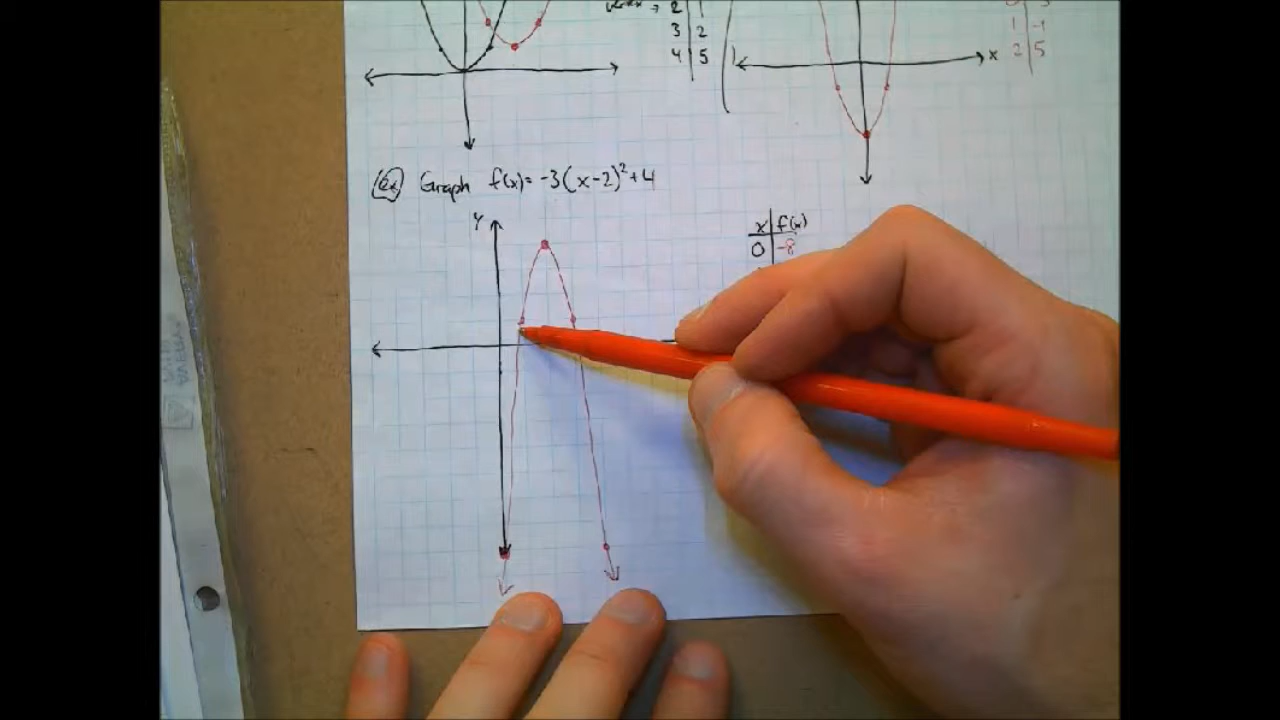 2 | 1
3 | 2
4 | 5
x
1 | -1
2 | 5
Ex Graph f(x) = -3(x-2)²+4
y
x | f(x)
0 | -8